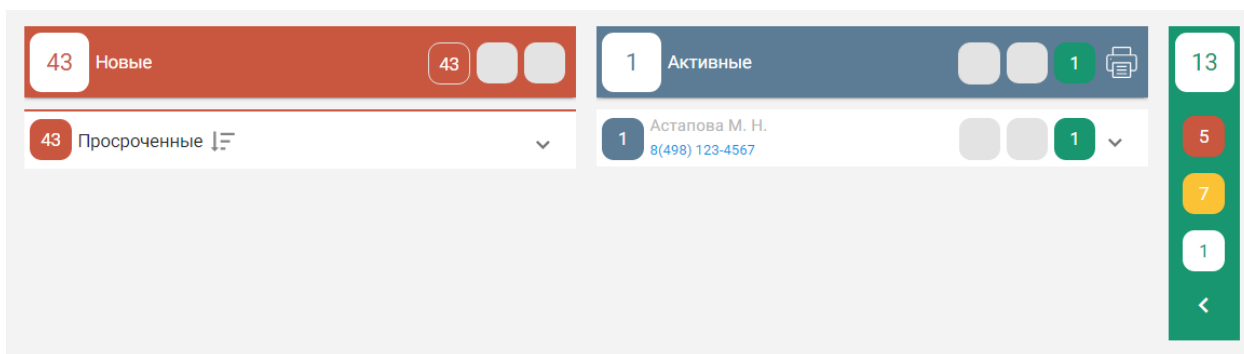 43 Новые 43
43 Просроченные
1 Активные 1
1 Астапова М. Н. 1
8(498) 123-4567
13
5
7
1